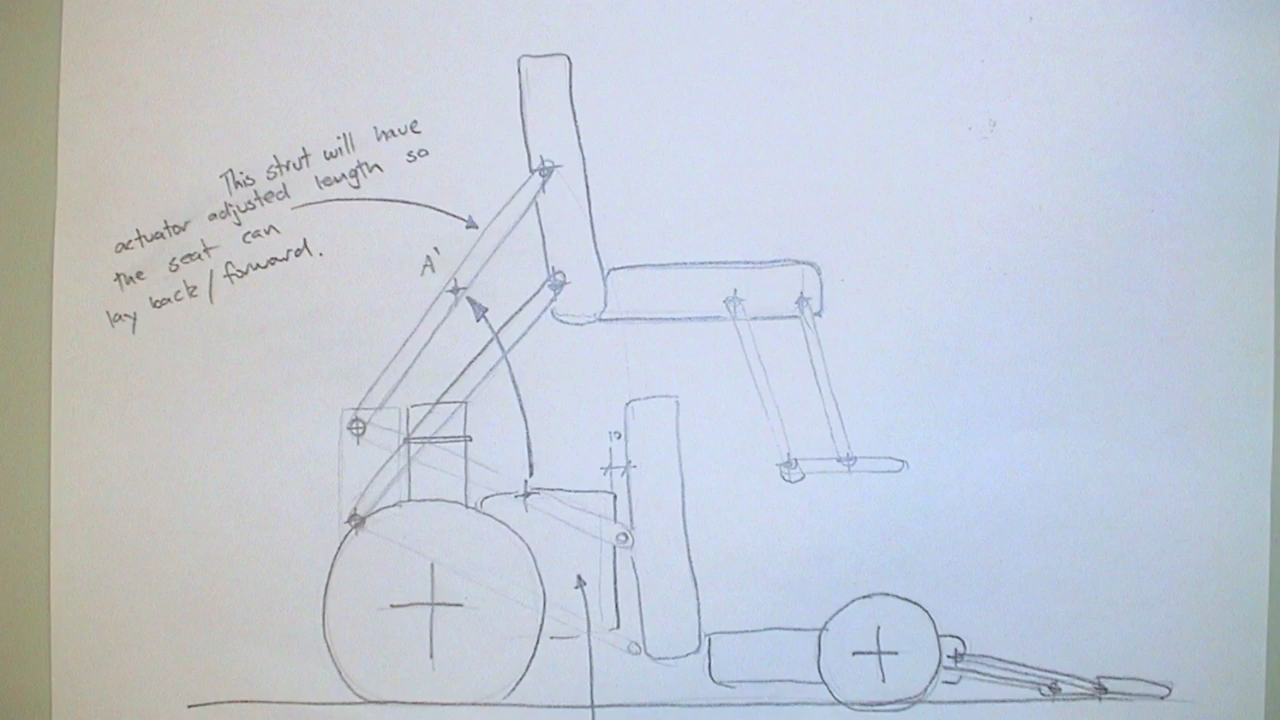 This strut will have
actuator adjusted length so
the seat can
lay back / forward.
A'
10